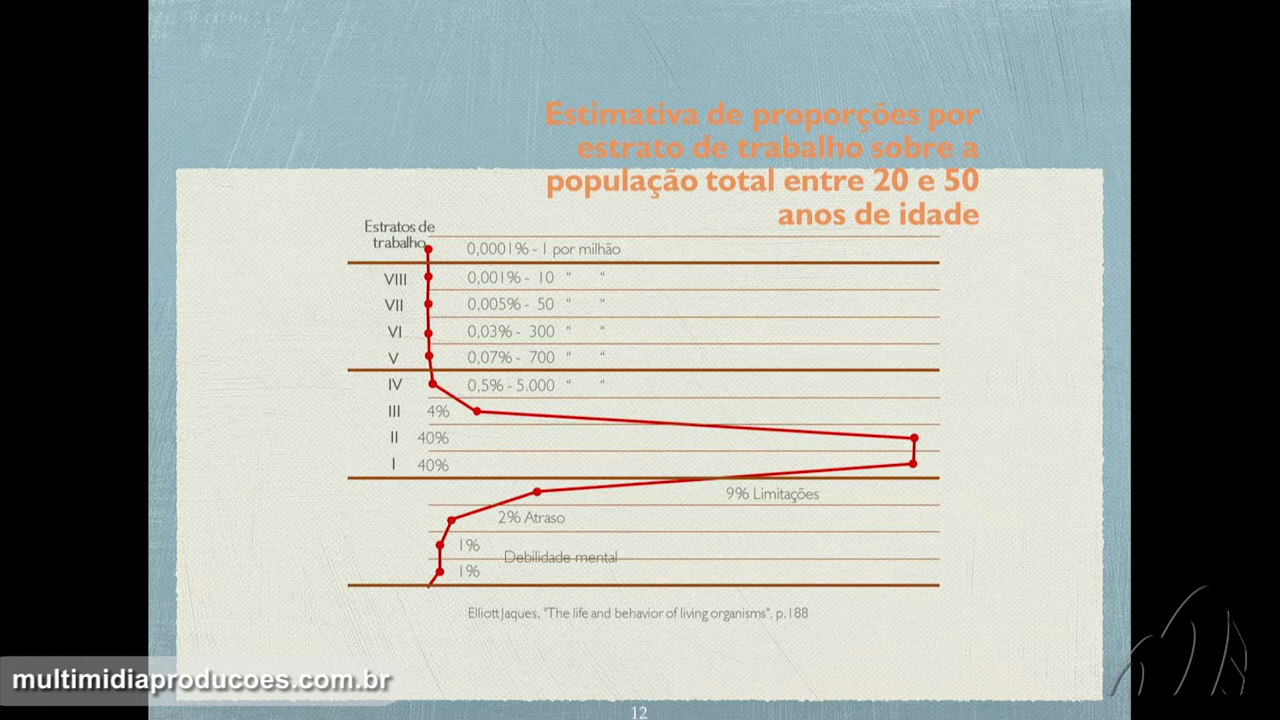 Estimativa de proporções por
estrato de trabalho sobre a
população total entre 20 e 50
anos de idade
Estratos de
trabalho
0,0001% - 1 por milhão
VIII 0,001% - 10 “ “
VII 0,005% - 50 “ “
VI 0,03% - 300 “ “
V 0,07% - 700 “ “
IV 0,5% - 5.000 “ “
III 4%
II 40%
I 40%
9% Limitações
2% Atraso
1%
Debilidade mental
1%
Elliott Jaques, "The life and behavior of living organisms", p.188
multimidiaproducoes.com.br
12